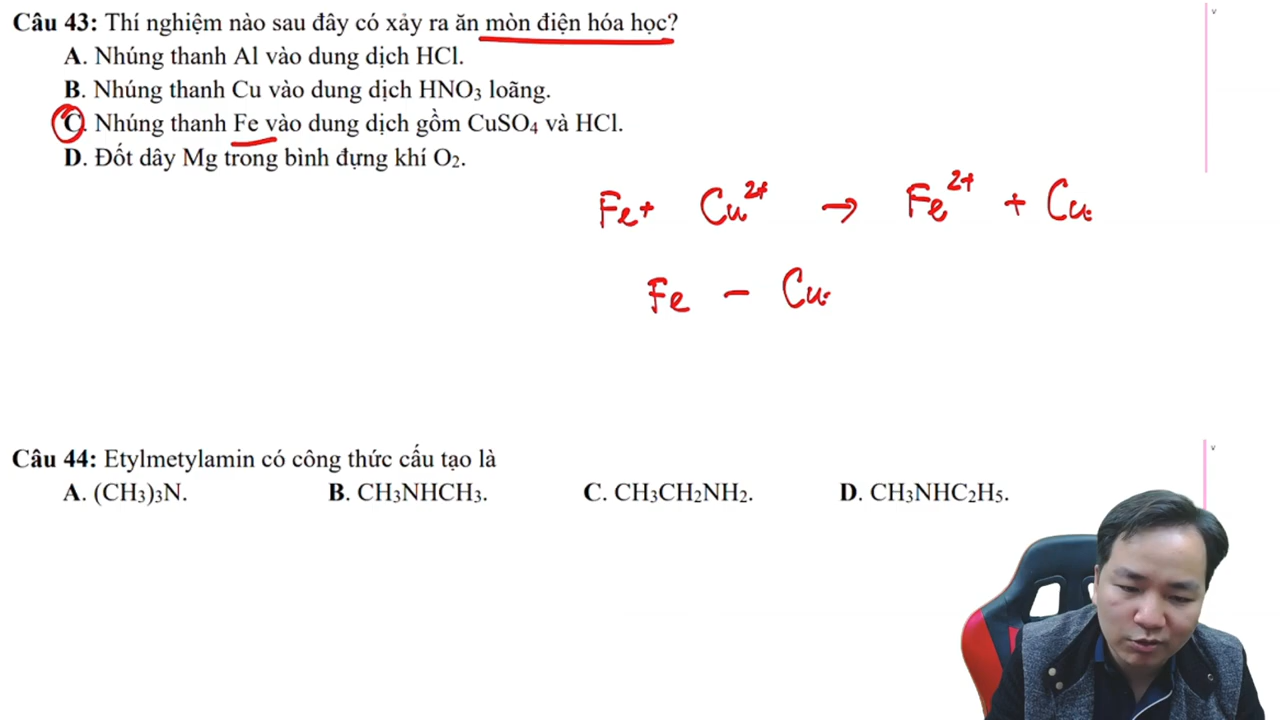 Câu 43: Thí nghiệm nào sau đây có xảy ra ăn mòn điện hóa học?
A. Nhúng thanh Al vào dung dịch HCl.
B. Nhúng thanh Cu vào dung dịch HNO₃ loãng.
C. Nhúng thanh Fe vào dung dịch gồm CuSO₄ và HCl.
D. Đốt dây Mg trong bình đựng khí O₂.
Fe + Cu²⁺ → Fe²⁺ + Cu
Fe - Cu
Câu 44: Etylmetylamin có công thức cấu tạo là
A. (CH₃)₃N. B. CH₃NHCH₃. C. CH₃CH₂NH₂. D. CH₃NHC₂H₅.